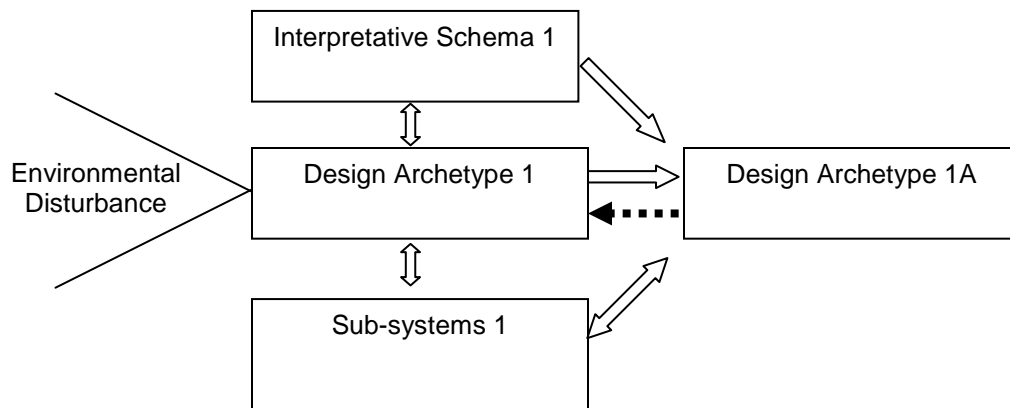 Interpretative Schema 1
Environmental
Disturbance
Design Archetype 1
Design Archetype 1A
Sub-systems 1